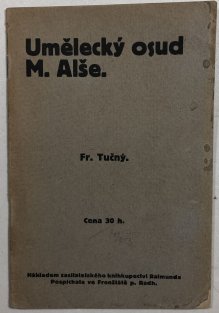 Umělecký osud
M. Alše.
Fr. Tučný.
Cena 30 h.
Nákladem zasilatelského knihkupectví Raimunda
Pospíchala ve Frenštátě p. Radh.